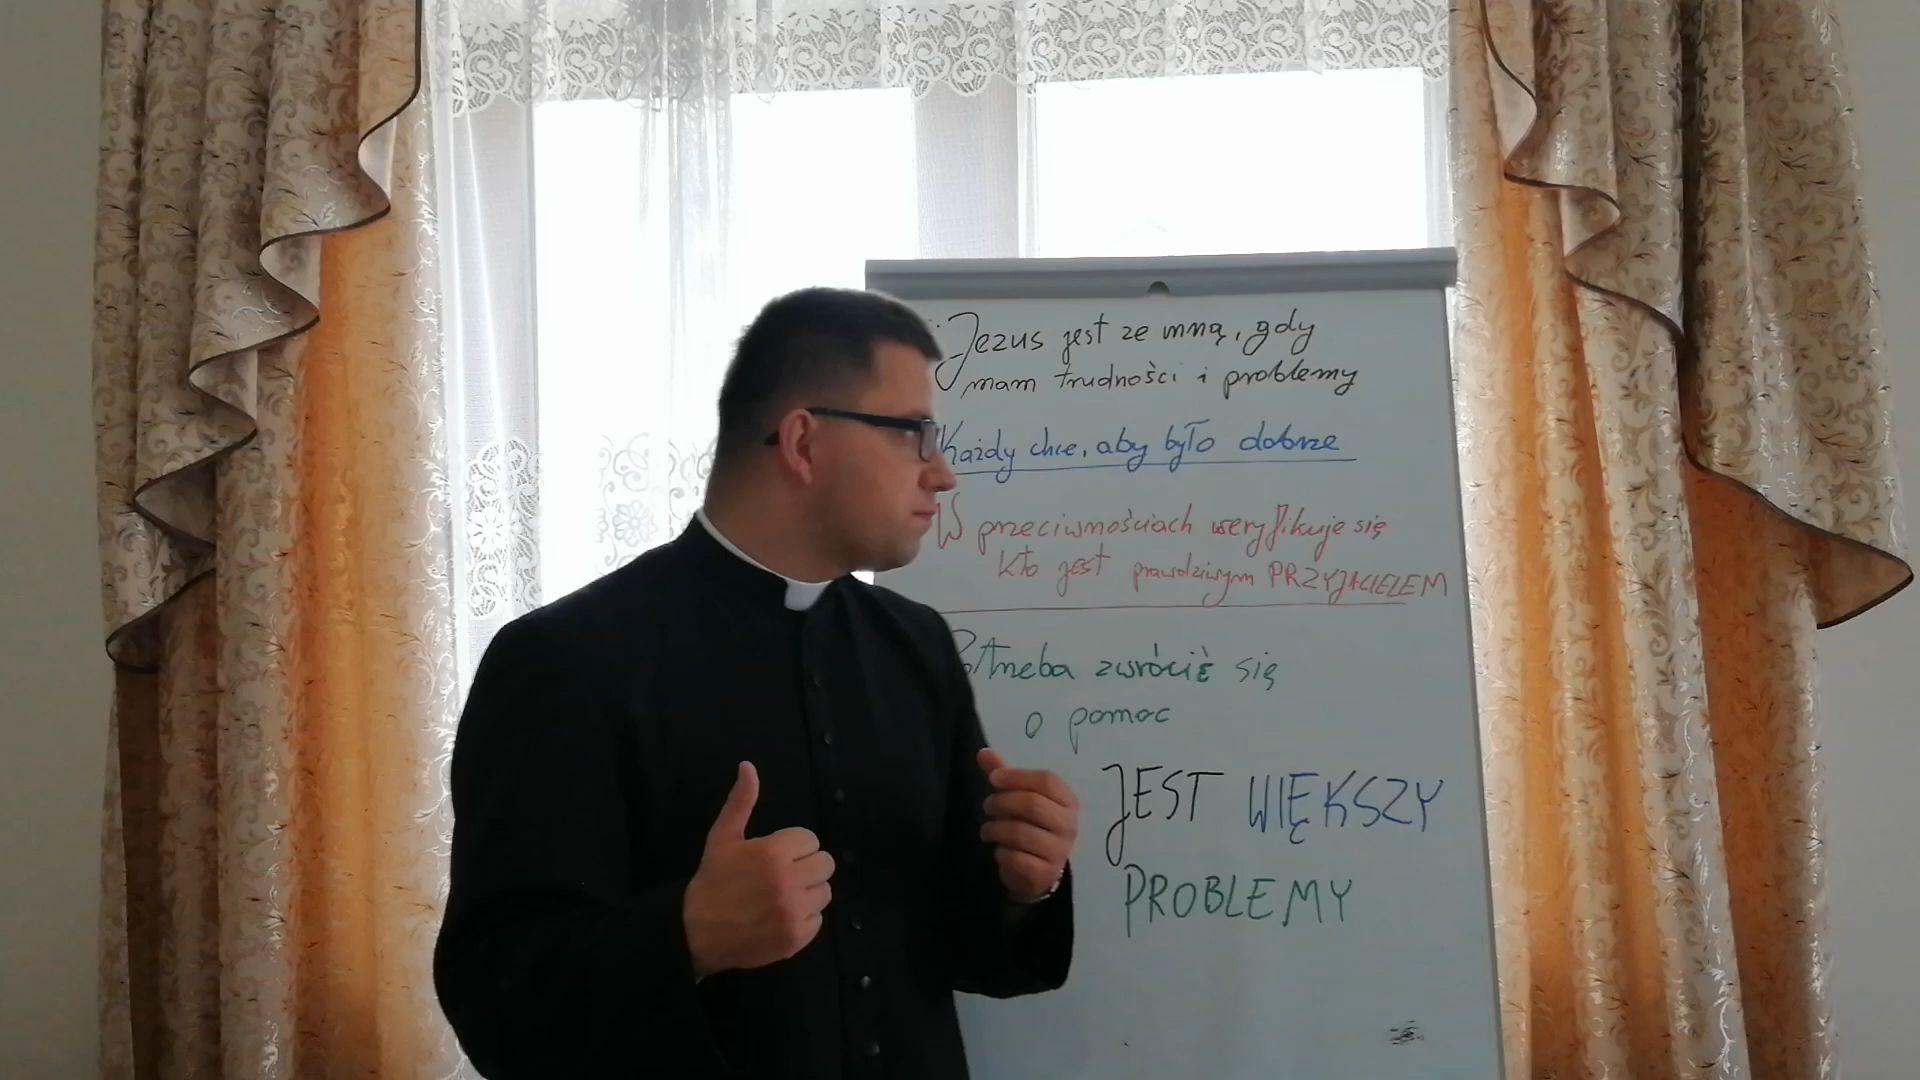 Jezus jest ze mną, gdy
mam trudności i problemy
Każdy chce, aby było dobrze
W przeciwnościach weryfikuje się
kto jest prawdziwym PRZYJACIELEM
Potrzeba zwrócić się
o pomoc
JEST WIĘKSZY
PROBLEMY